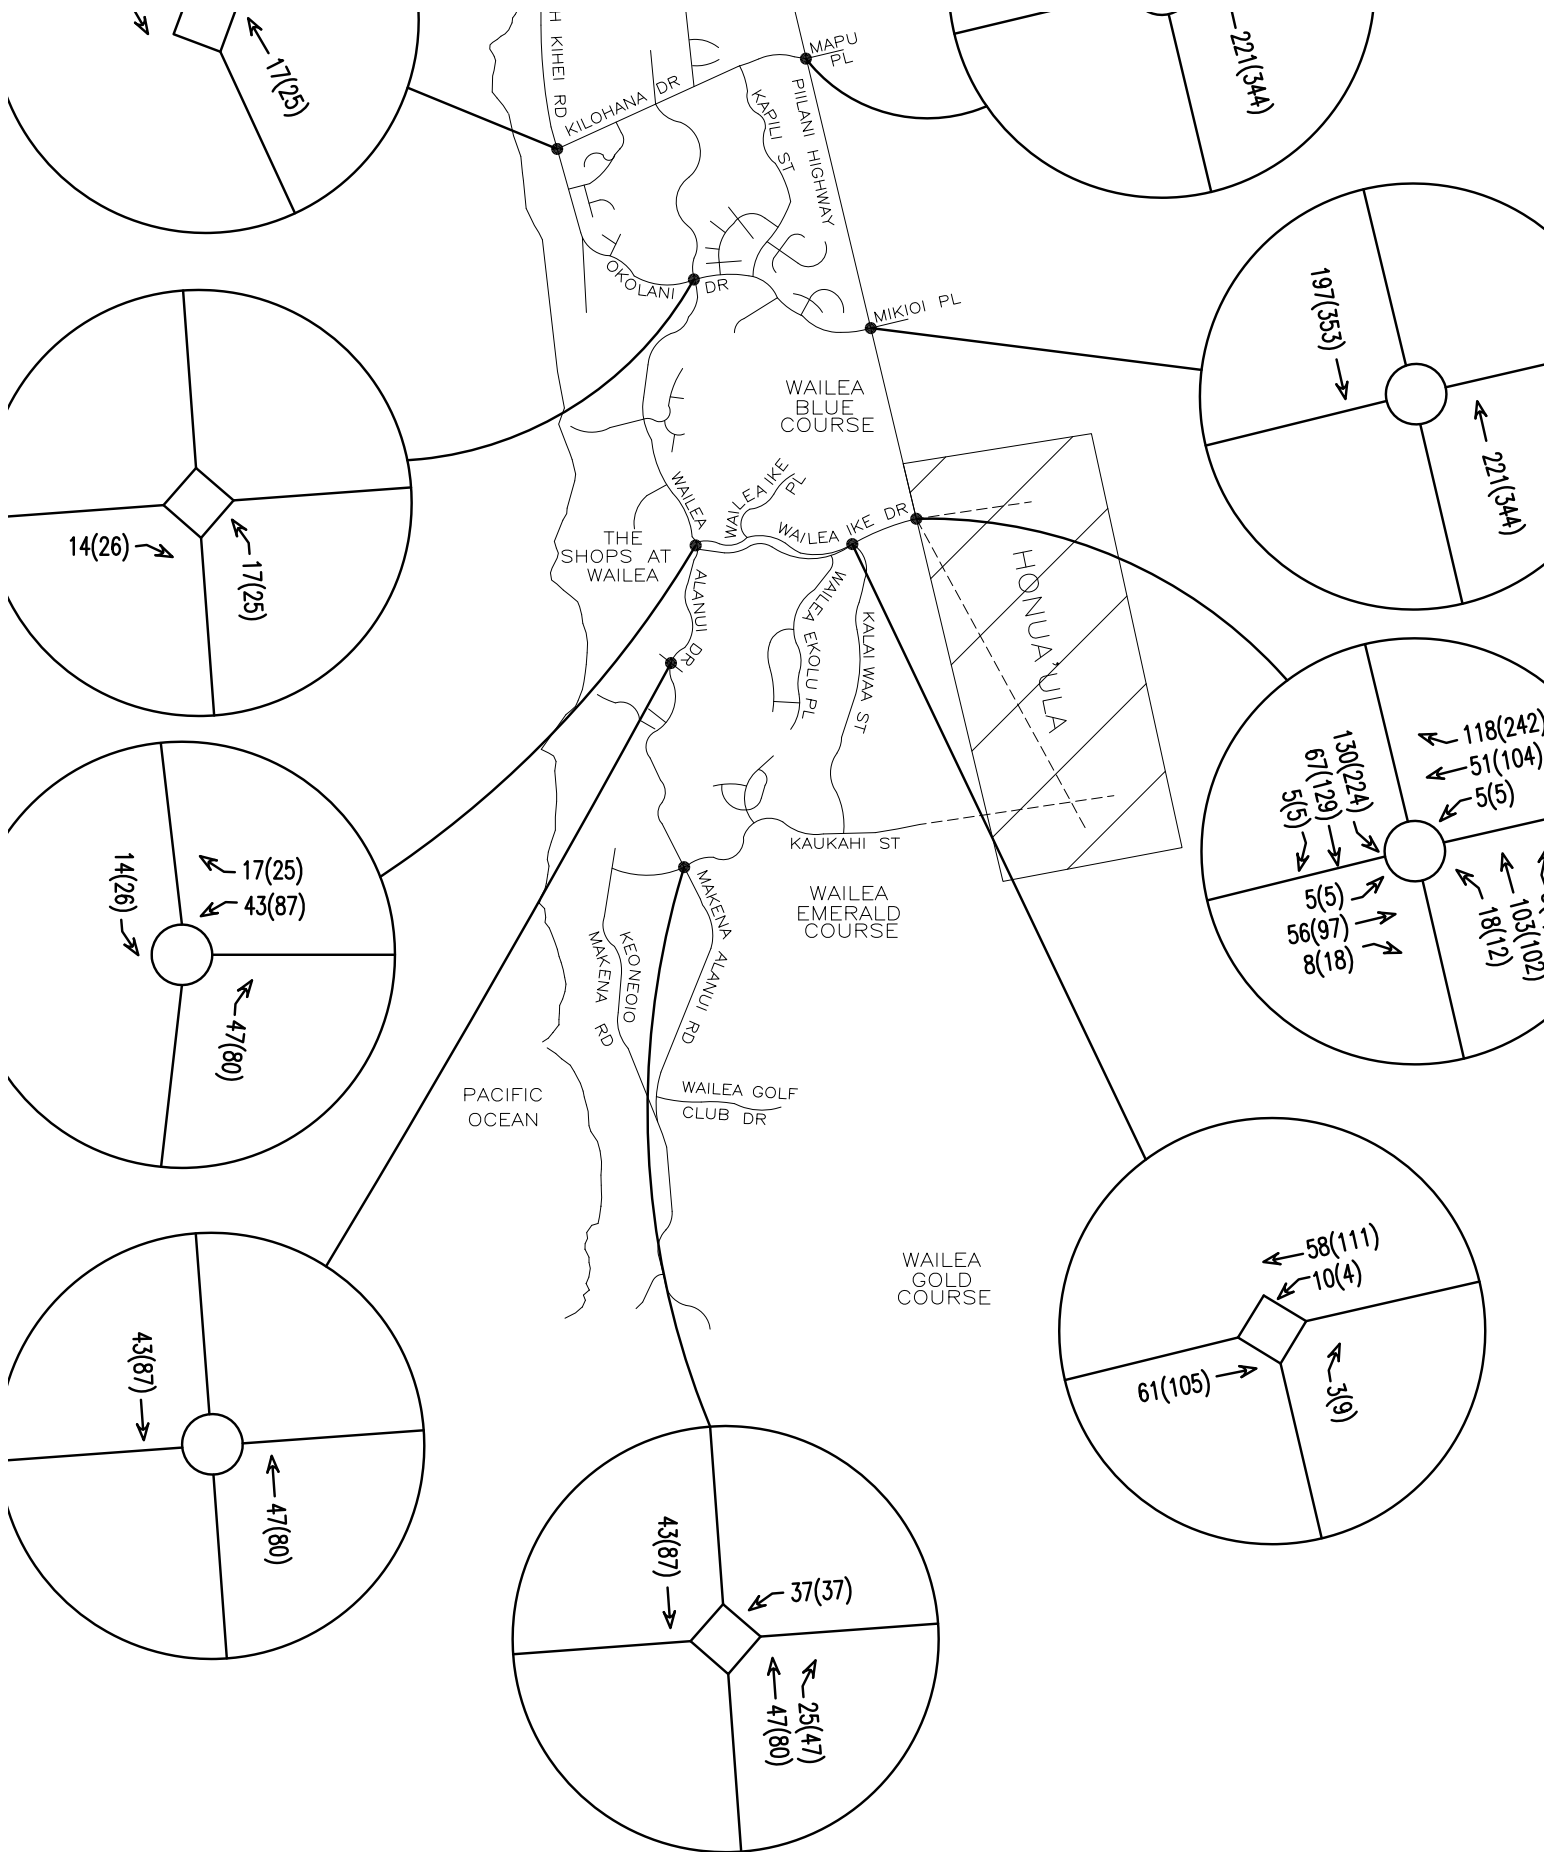 17(25)
H KIHEI RD
KILOHANA DR
MAPU
PL
PIILANI HIGHWAY
KAPILI ST
221(344)
OKOLANI DR
MIKIOI PL
197(353)
221(344)
WAILEA
BLUE
COURSE
14(26)
17(25)
WAILEA
ALANUI DR
WAILEA IKE
PL
WAILEA IKE DR
THE
SHOPS AT
WAILEA
WAILEA EKOLU PL
KALAI WAA ST
HONUA'ULA
118(242)
51(104)
5(5)
130(224)
67(129)
5(5)
5(5)
56(97)
8(18)
18(12)
103(102)
14(26)
17(25)
43(87)
47(80)
KAUKAHI ST
WAILEA
EMERALD
COURSE
MAKENA ALANUI RD
KEONEOIO
MAKENA RD
PACIFIC
OCEAN
WAILEA GOLF
CLUB DR
WAILEA
GOLD
COURSE
58(111)
10(4)
61(105)
3(9)
43(87)
47(80)
43(87)
37(37)
25(47)
47(80)